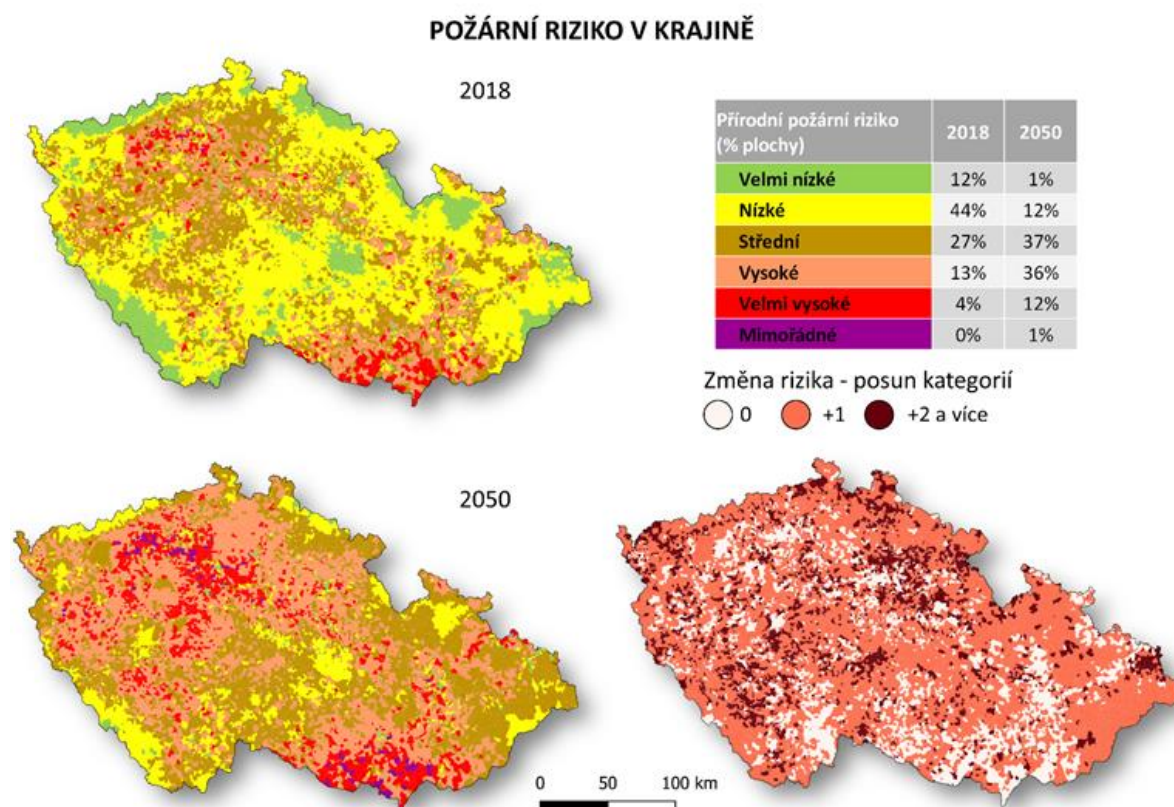 POŽÁRNÍ RIZIKO V KRAJINĚ
2018
Přírodní požární riziko
(% plochy) 2018 2050
Velmi nízké 12% 1%
Nízké 44% 12%
Střední 27% 37%
Vysoké 13% 36%
Velmi vysoké 4% 12%
Mimořádné 0% 1%
Změna rizika - posun kategorií
0 +1 +2 a více
2050
0 50 100 km